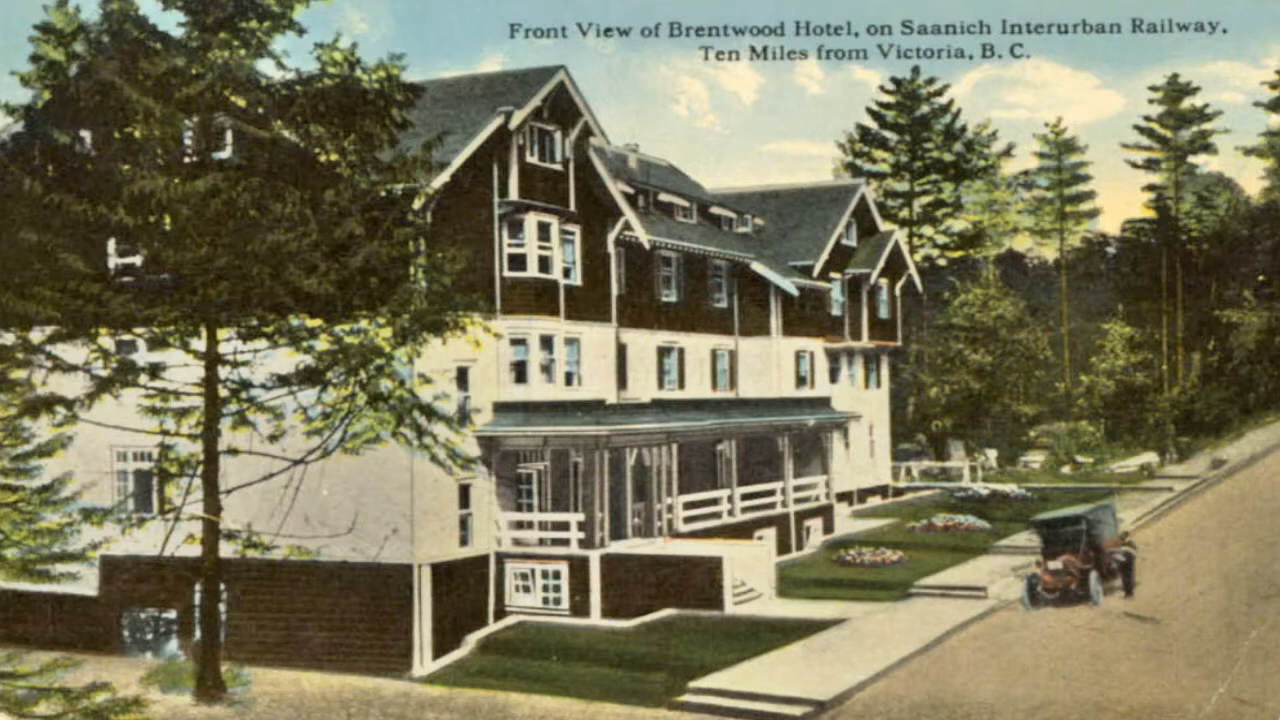 Front View of Brentwood Hotel, on Saanich Interurban Railway.
Ten Miles from Victoria, B. C.